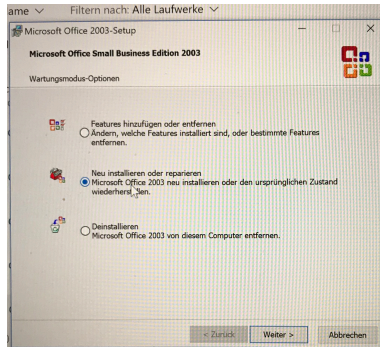 ame Filtern nach: Alle Laufwerke
Microsoft Office 2003-Setup
Microsoft Office Small Business Edition 2003
Wartungsmodus-Optionen
Features hinzufügen oder entfernen
Ändern, welche Features installiert sind, oder bestimmte Features
entfernen.
Neu installieren oder reparieren
Microsoft Office 2003 neu installieren oder den ursprünglichen Zustand
wiederherstellen.
Deinstallieren
Microsoft Office 2003 von diesem Computer entfernen.
< Zurück Weiter > Abbrechen